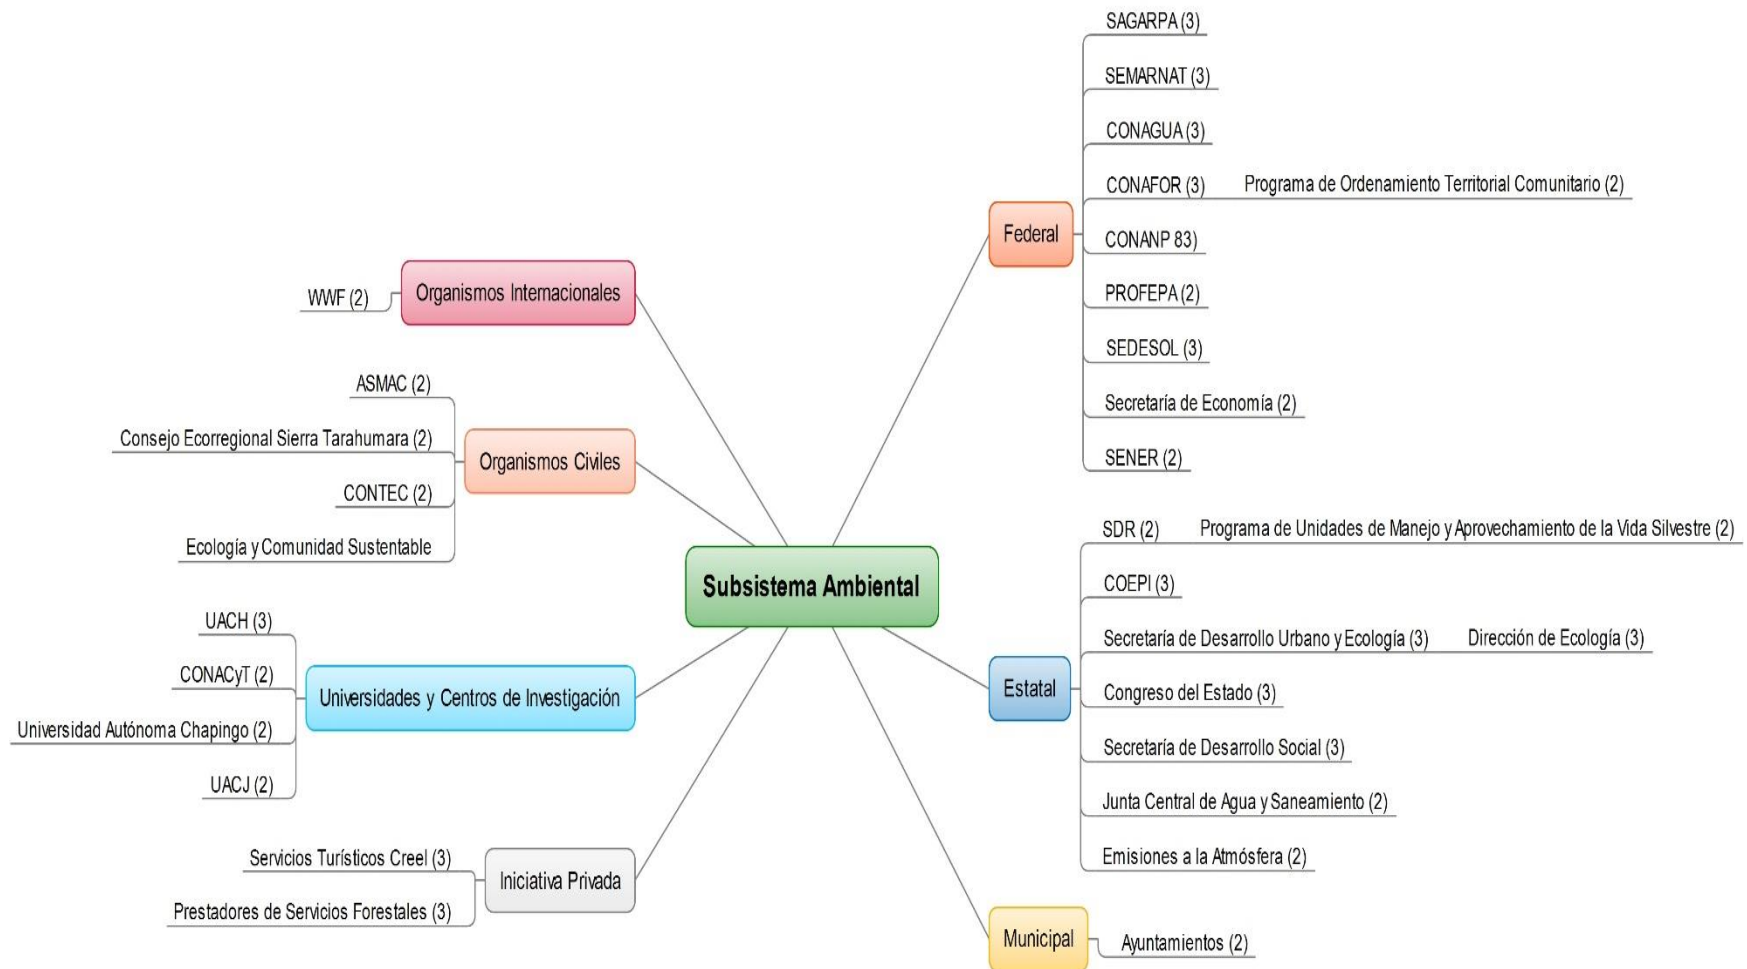 Subsistema Ambiental
Federal
SAGARPA (3)
SEMARNAT (3)
CONAGUA (3)
CONAFOR (3)
Programa de Ordenamiento Territorial Comunitario (2)
CONANP 83)
PROFEPA (2)
SEDESOL (3)
Secretaría de Economía (2)
SENER (2)
Estatal
SDR (2)
Programa de Unidades de Manejo y Aprovechamiento de la Vida Silvestre (2)
COEPI (3)
Secretaría de Desarrollo Urbano y Ecología (3)
Dirección de Ecología (3)
Congreso del Estado (3)
Secretaría de Desarrollo Social (3)
Junta Central de Agua y Saneamiento (2)
Emisiones a la Atmósfera (2)
Municipal
Ayuntamientos (2)
Organismos Internacionales
WWF (2)
Organismos Civiles
ASMAC (2)
Consejo Ecorregional Sierra Tarahumara (2)
CONTEC (2)
Ecología y Comunidad Sustentable
Universidades y Centros de Investigación
UACH (3)
CONACyT (2)
Universidad Autónoma Chapingo (2)
UACJ (2)
Iniciativa Privada
Servicios Turísticos Creel (3)
Prestadores de Servicios Forestales (3)